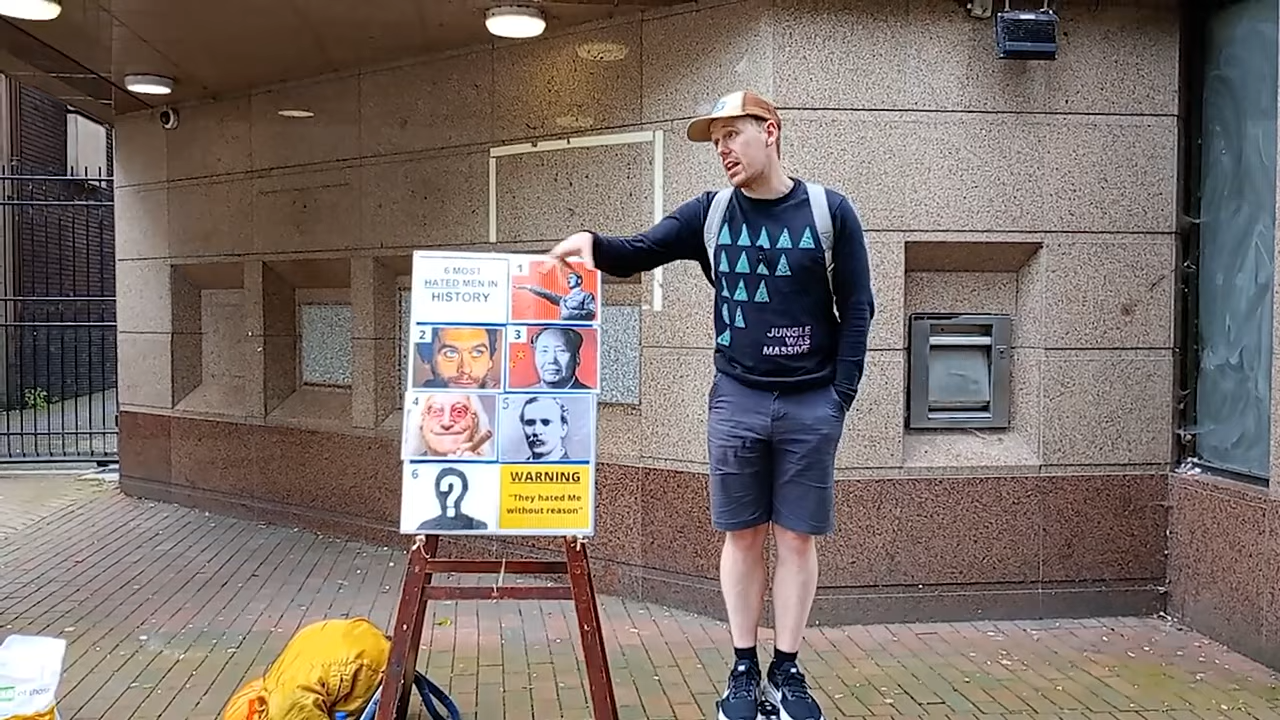 6 MOST
HATED MEN IN
HISTORY
1
2
3
4
5
6
WARNING
"They hated Me
without reason"
JUNGLE
WAS
MASSIVE